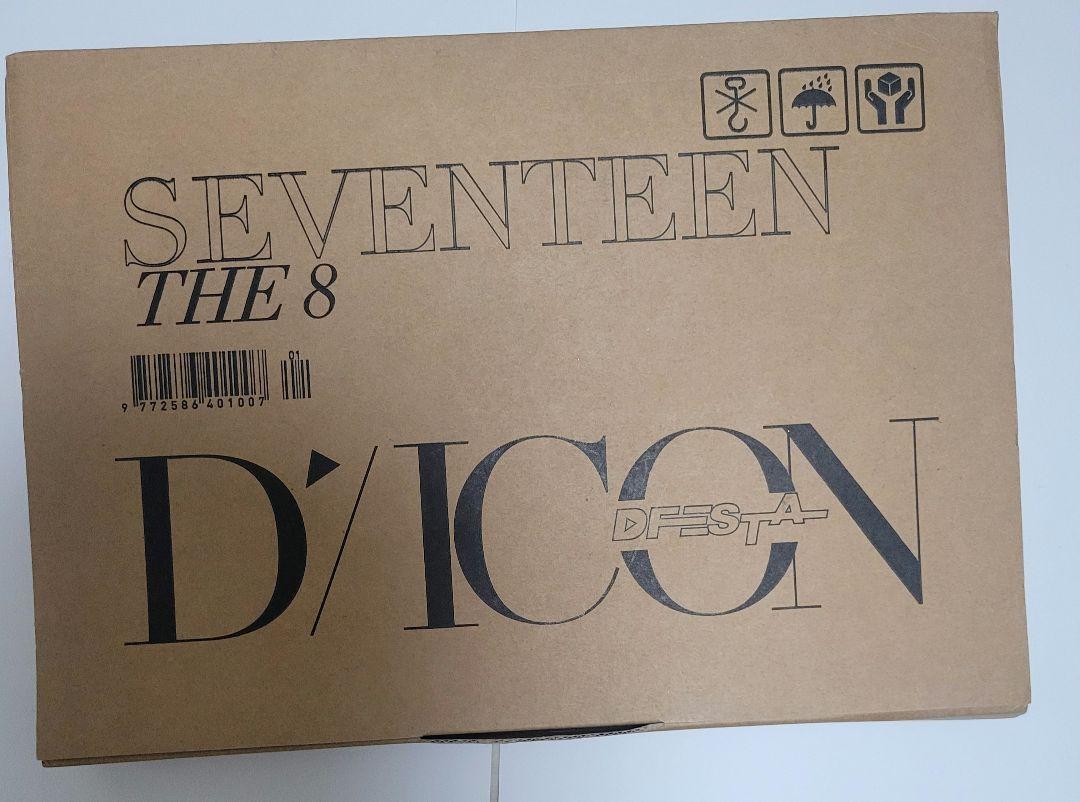 SEVENTEEN
THE 8
01
9 772586 401007
D'/ICON
DFESTA